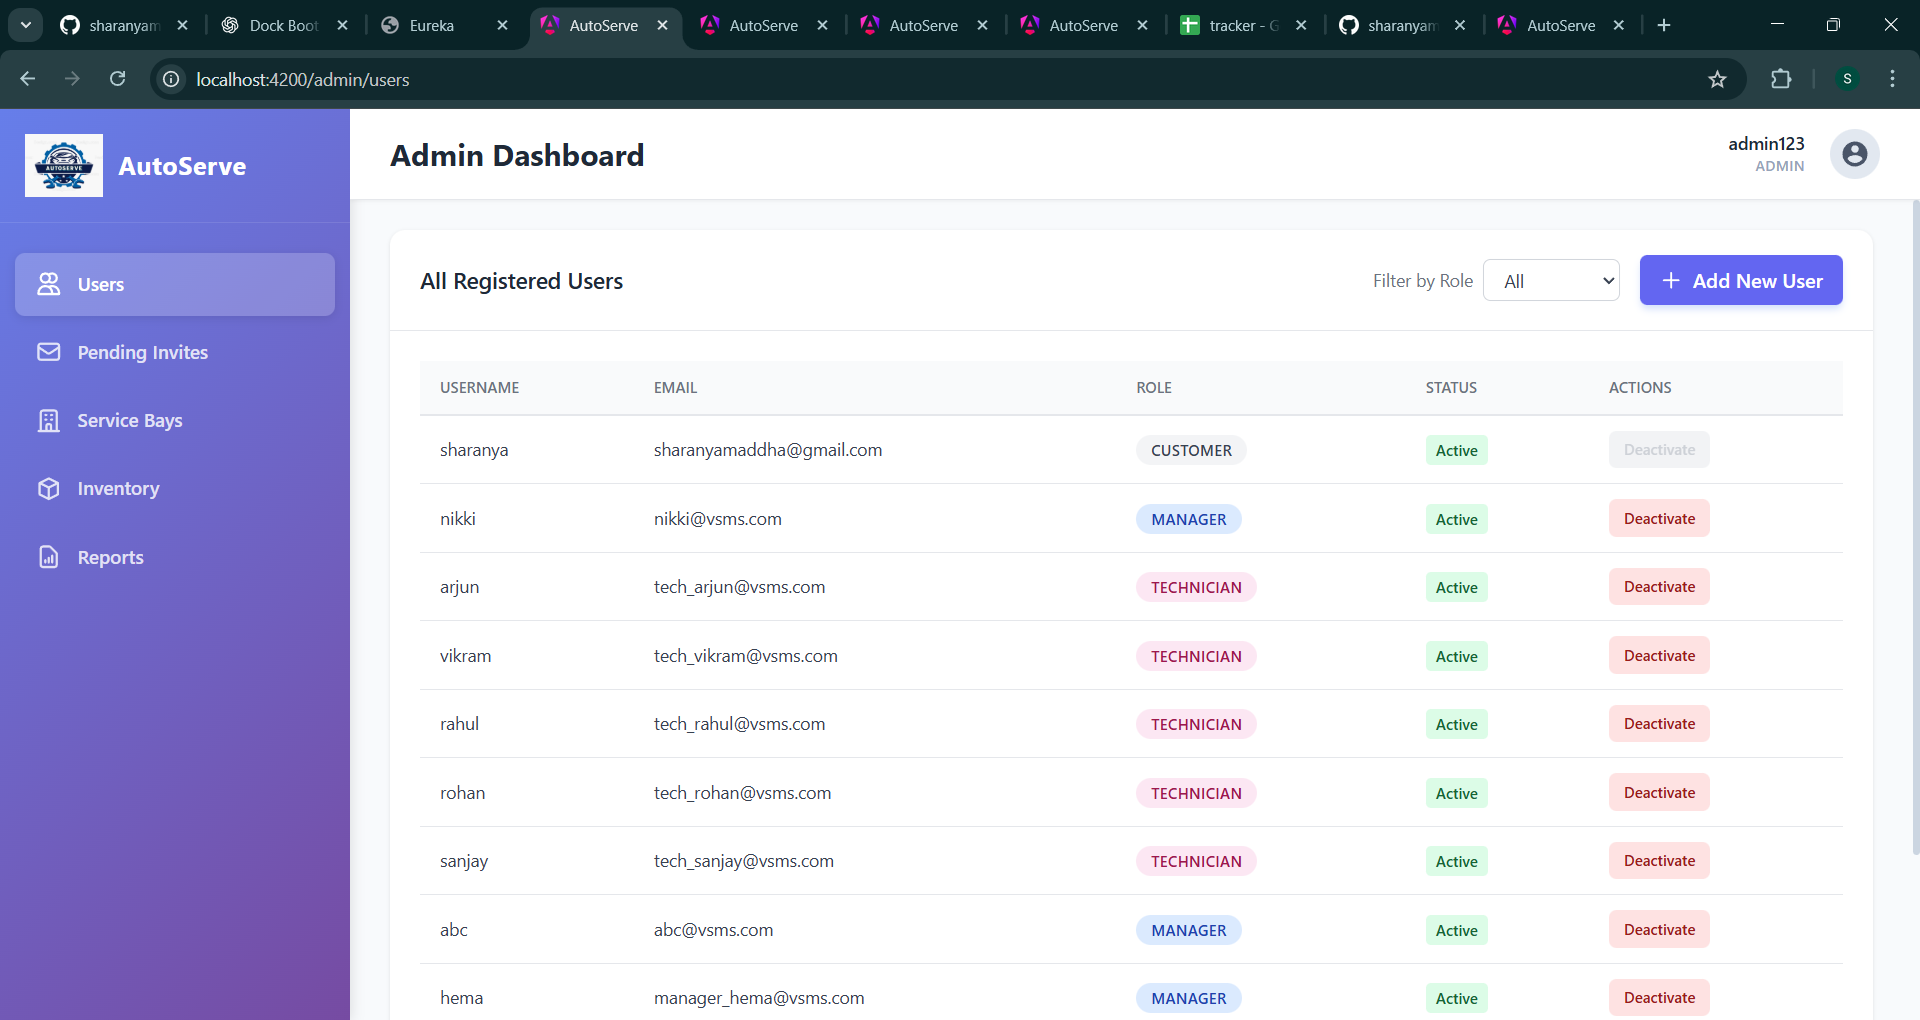 sharanyam
Dock Boot
Eureka
AutoServe
AutoServe
AutoServe
AutoServe
tracker - G
sharanyam
AutoServe
localhost:4200/admin/users
S
AUTOSERVE
AutoServe
Users
Pending Invites
Service Bays
Inventory
Reports
Admin Dashboard
admin123
ADMIN
All Registered Users
Filter by Role
All
Add New User
USERNAME EMAIL ROLE STATUS ACTIONS
sharanya sharanyamaddha@gmail.com CUSTOMER Active Deactivate
nikki nikki@vsms.com MANAGER Active Deactivate
arjun tech_arjun@vsms.com TECHNICIAN Active Deactivate
vikram tech_vikram@vsms.com TECHNICIAN Active Deactivate
rahul tech_rahul@vsms.com TECHNICIAN Active Deactivate
rohan tech_rohan@vsms.com TECHNICIAN Active Deactivate
sanjay tech_sanjay@vsms.com TECHNICIAN Active Deactivate
abc abc@vsms.com MANAGER Active Deactivate
hema manager_hema@vsms.com MANAGER Active Deactivate